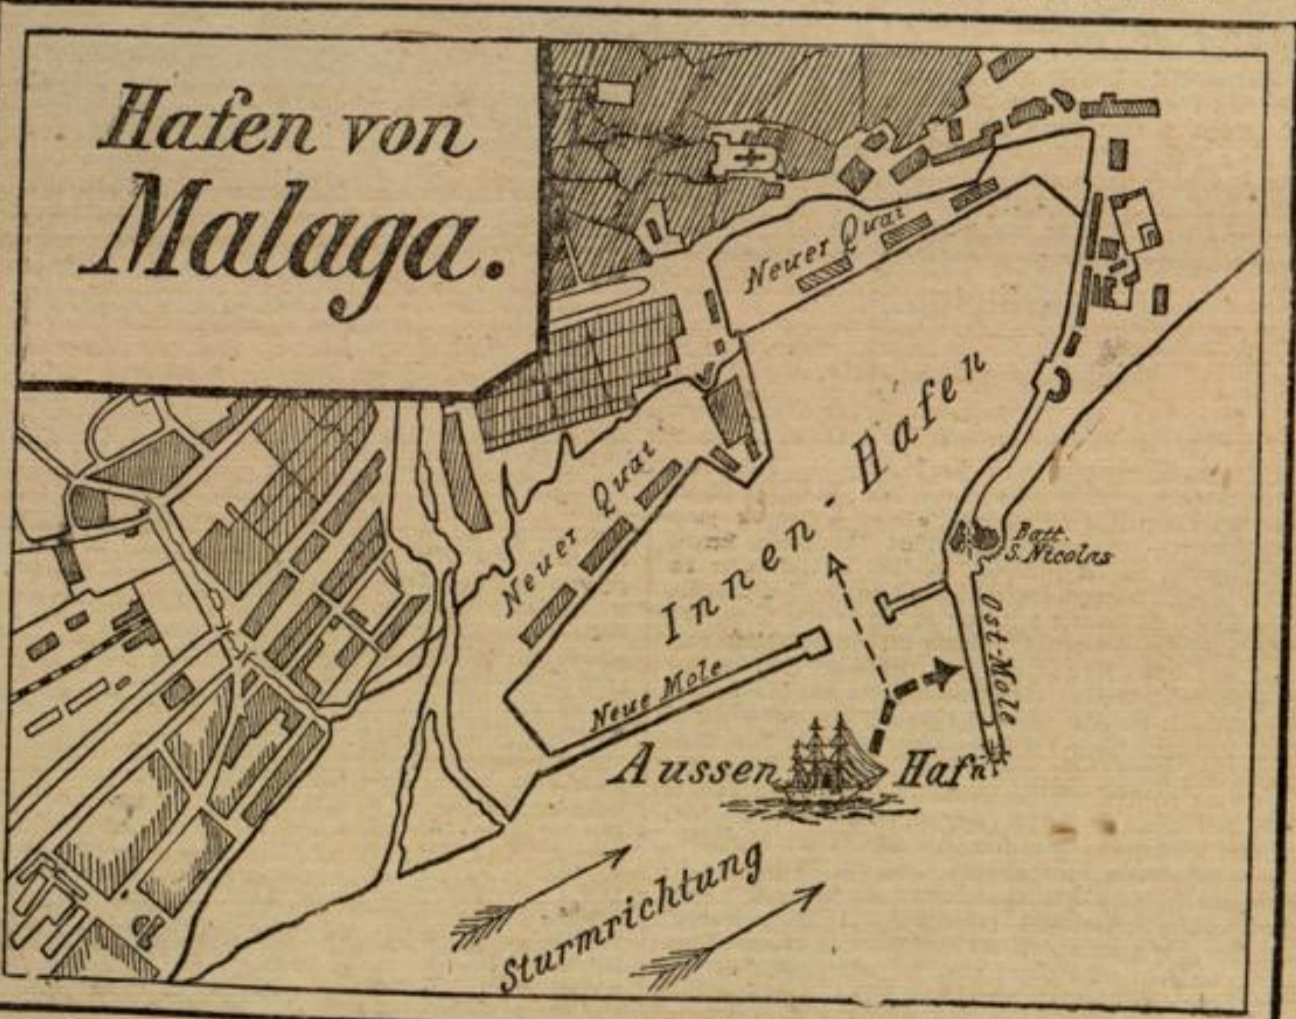 Hafen von
Malaga.
Neuer Quai
Neuer Quai
Innen-Hafen
Batt.
S. Nicolas
Ost-Mole
Neue Mole
Aussen Hafn
Sturmrichtung